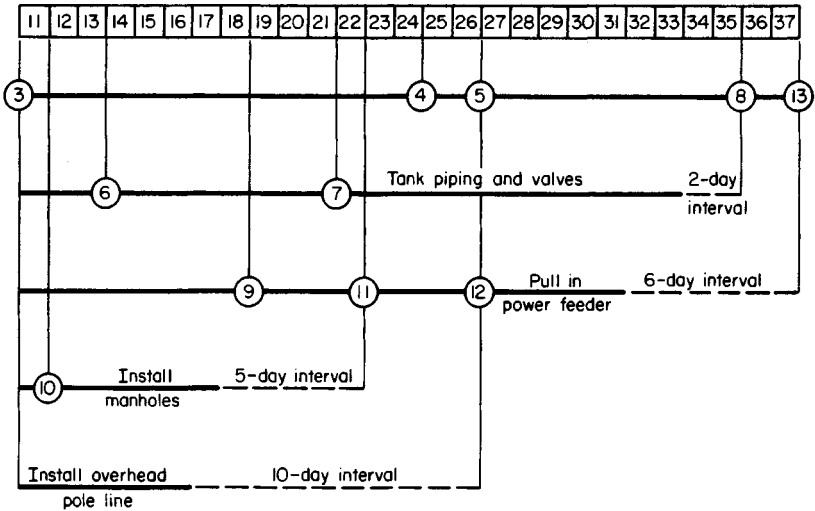 11 12 13 14 15 16 17 18 19 20 21 22 23 24 25 26 27 28 29 30 31 32 33 34 35 36 37
3 4 5 8 13
6 7 Tank piping and valves 2-day
interval
9 11 12 Pull in 6-day interval
power feeder
10 Install 5-day interval
manholes
Install overhead 10-day interval
pole line